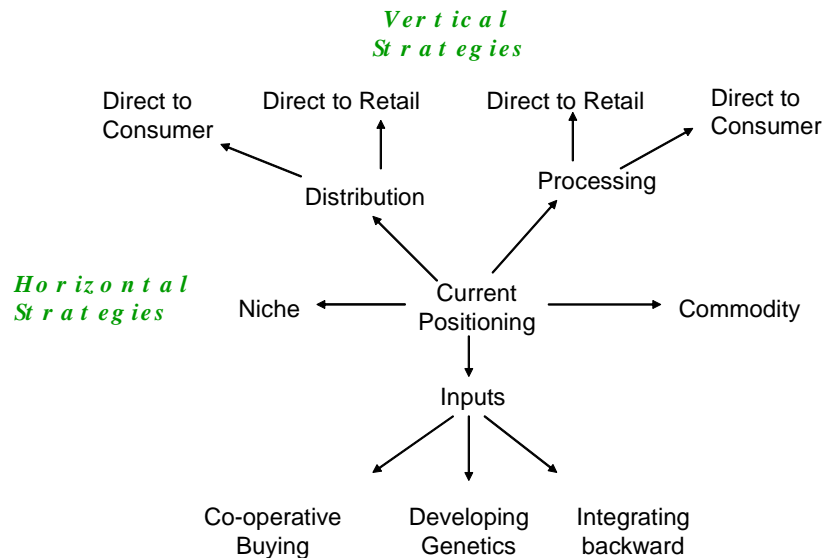 Vertical
Strategies
Direct to
Consumer
Direct to Retail
Direct to Retail
Direct to
Consumer
Distribution
Processing
Horizontal
Strategies
Niche
Current
Positioning
Commodity
Inputs
Co-operative
Buying
Developing
Genetics
Integrating
backward